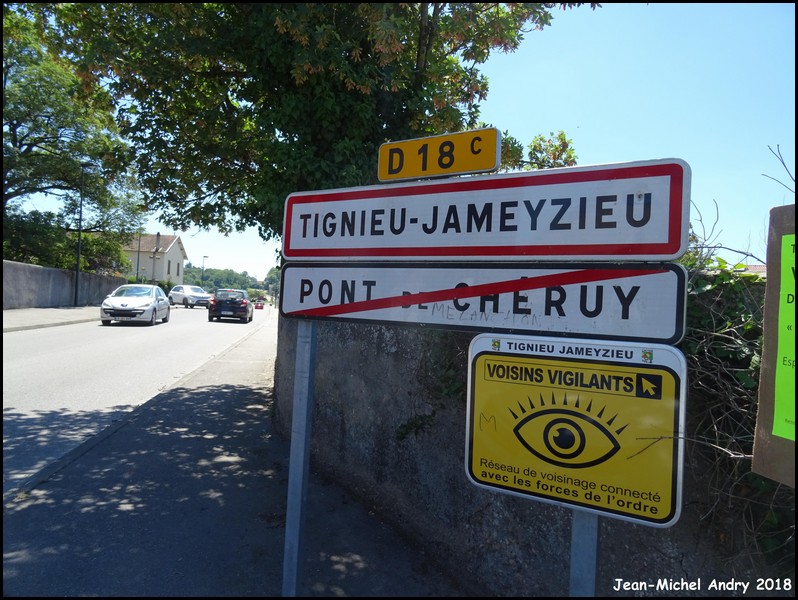 D 18 C
TIGNIEU-JAMEYZIEU
PONT DE CHÉRUY
TIGNIEU JAMEYZIEU
VOISINS VIGILANTS
M
Réseau de voisinage connecté
avec les forces de l'ordre
Jean-Michel Andry 2018